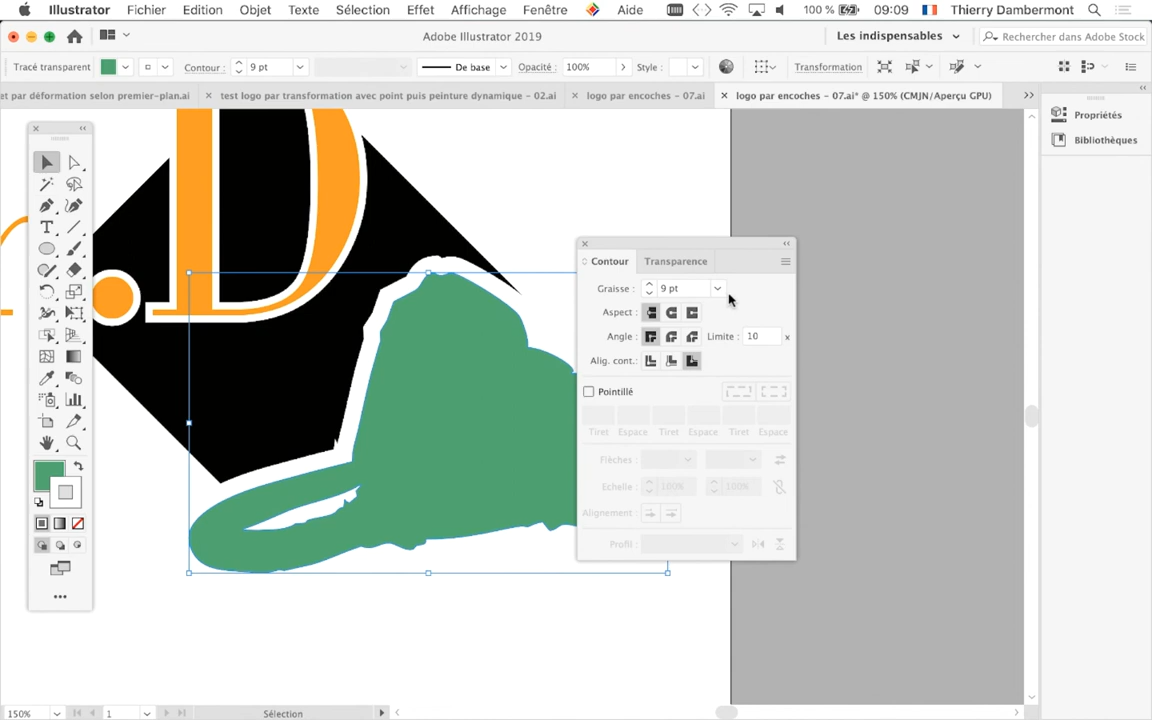 Illustrator Fichier Edition Objet Texte Sélection Effet Affichage Fenêtre Aide 100 % 09:09 Thierry Dambermont
Adobe Illustrator 2019 Les indispensables Rechercher dans Adobe Stock
Tracé transparent Contour : 9 pt De base Opacité : 100% Style : Transformation
et par déformation selon premier-plan.ai test logo par transformation avec point puis peinture dynamique - 02.ai logo par encoches - 07.ai logo par encoches - 07.ai* @ 150% (CMJN/Aperçu GPU)
Propriétés
Bibliothèques
.D
Contour Transparence
Graisse : 9 pt
Aspect :
Angle : Limite : 10 x
Alig. cont.:
Pointillé
Tiret Espace Tiret Espace Tiret Espace
Flèches :
Echelle : 100% 100%
Alignement :
Profil :
150% 1 Sélection